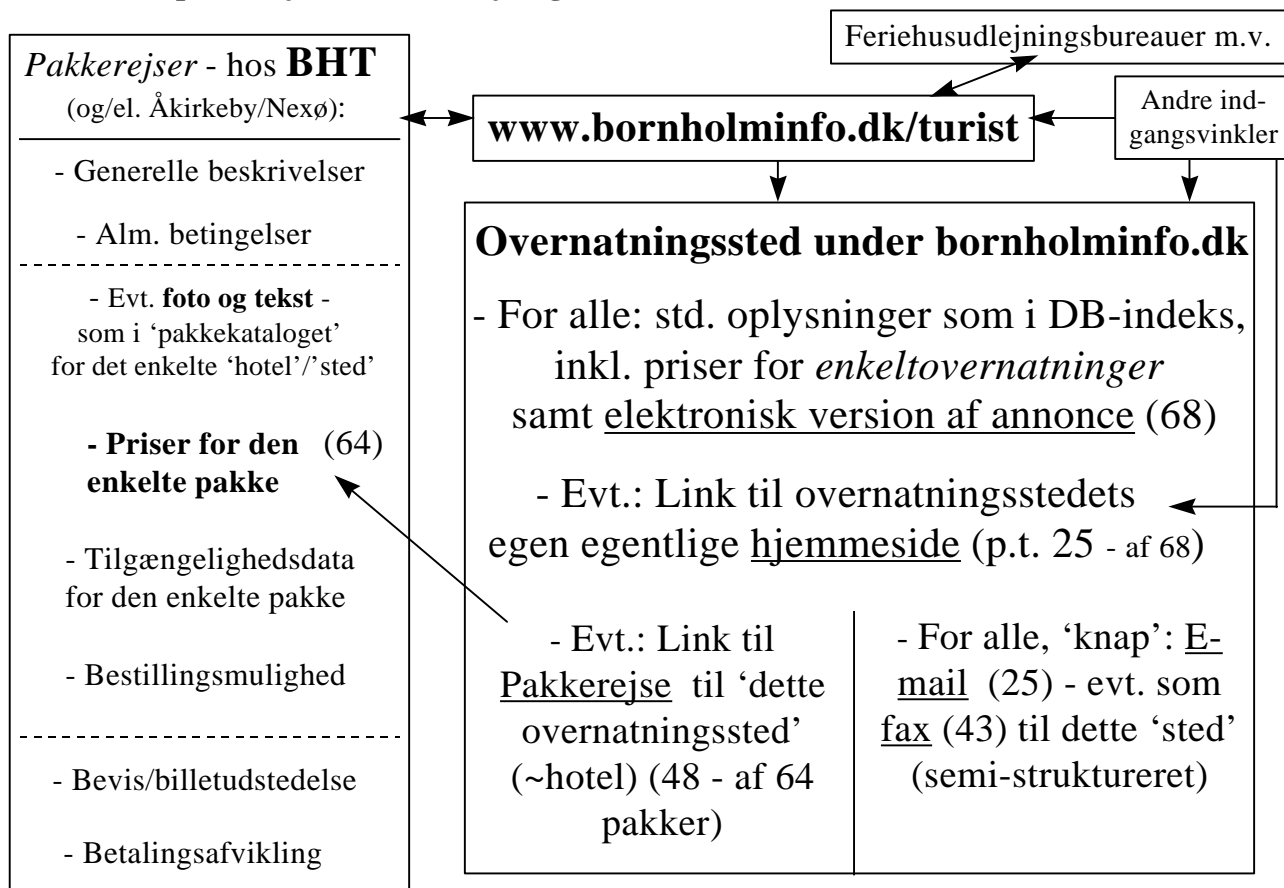 Pakkerejser - hos BHT
(og/el. Åkirkeby/Nexø):
- Generelle beskrivelser
- Alm. betingelser
- Evt. foto og tekst -
som i ‘pakkekataloget’
for det enkelte ‘hotel’/’sted’
- Priser for den (64)
enkelte pakke
- Tilgængelighedsdata
for den enkelte pakke
- Bestillingsmulighed
- Bevis/billetudstedelse
- Betalingsafvikling
Feriehusudlejningsbureauer m.v.
www.bornholminfo.dk/turist
Andre ind-
gangsvinkler
Overnatningssted under bornholminfo.dk
- For alle: std. oplysninger som i DB-indeks,
inkl. priser for enkeltovernatninger
samt elektronisk version af annonce (68)
- Evt.: Link til overnatningsstedets
egen egentlige hjemmeside (p.t. 25 - af 68)
- Evt.: Link til
Pakkerejse til ‘dette
overnatningssted’
(~hotel) (48 - af 64
pakker)
- For alle, ‘knap’: E-
mail (25) - evt. som
fax (43) til dette ‘sted’
(semi-struktureret)